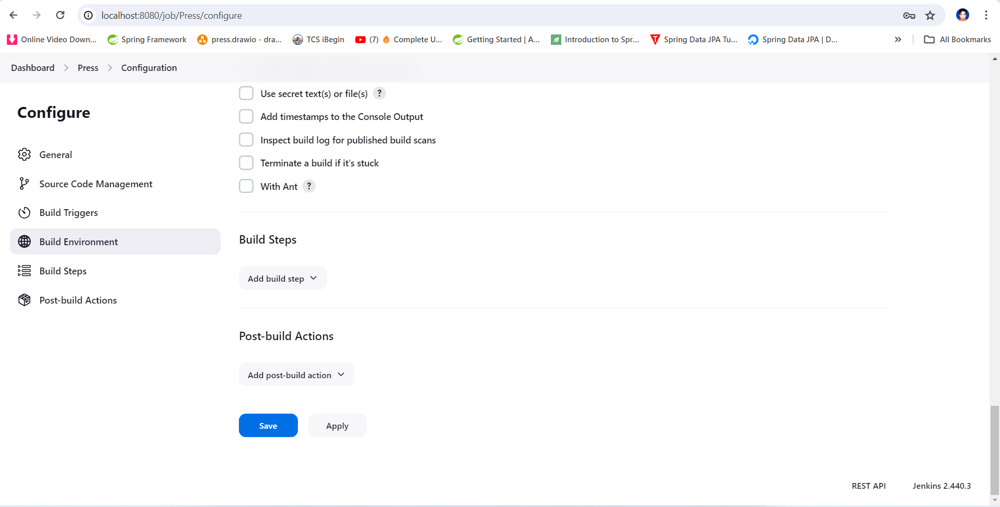 localhost:8080/job/Press/configure
Online Video Down... Spring Framework press.drawio - dra... TCS iBegin (7) 🔥 Complete U... Getting Started | A... Introduction to Spr... Spring Data JPA Tu... Spring Data JPA | D... » All Bookmarks
Dashboard > Press > Configuration
Configure
General
Source Code Management
Build Triggers
Build Environment
Build Steps
Post-build Actions
Use secret text(s) or file(s) ?
Add timestamps to the Console Output
Inspect build log for published build scans
Terminate a build if it's stuck
With Ant ?
Build Steps
Add build step
Post-build Actions
Add post-build action
Save Apply
REST API Jenkins 2.440.3